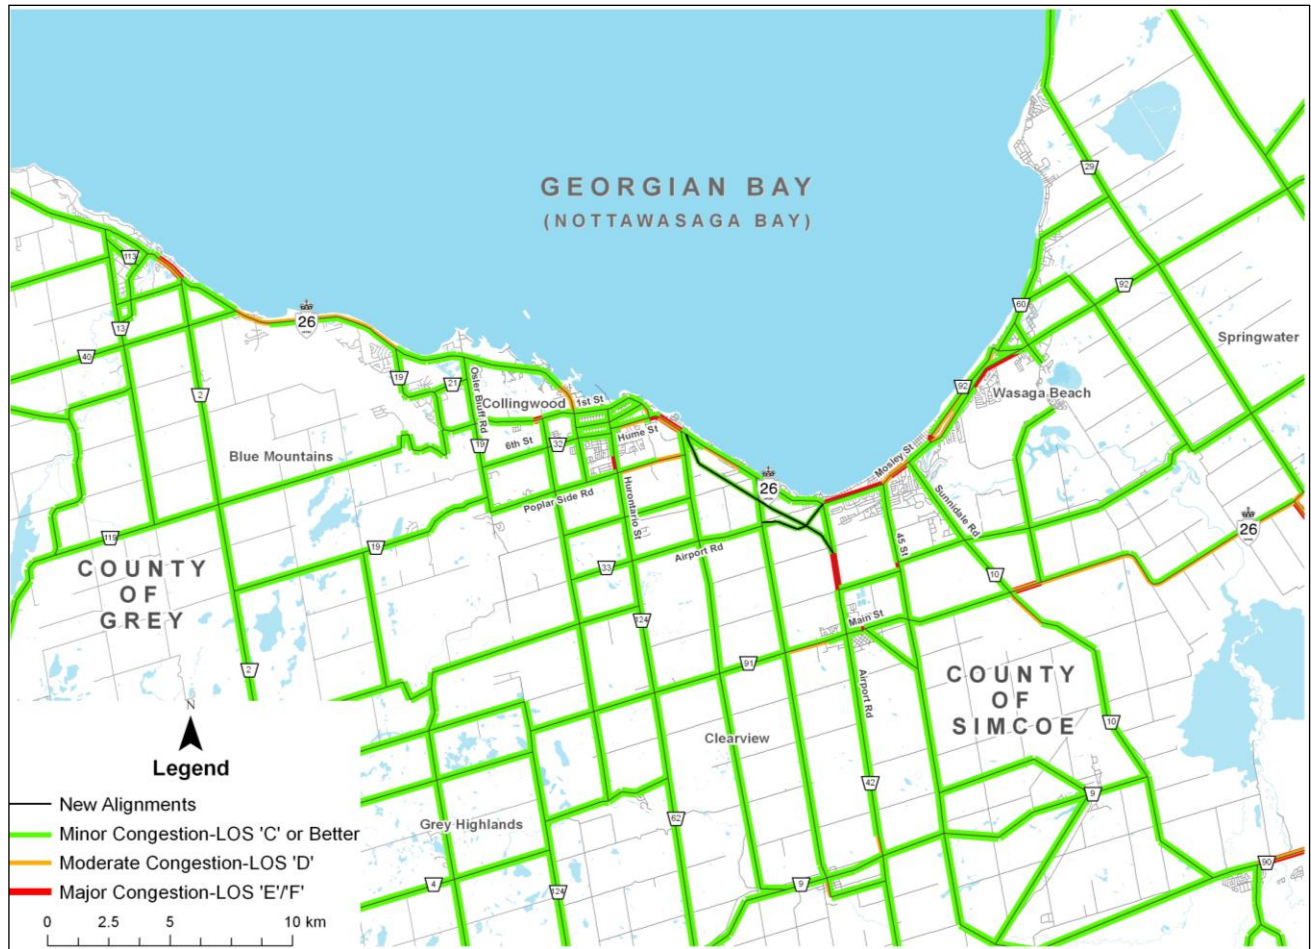 GEORGIAN BAY
(NOTTAWASAGA BAY)
29
113
60
92
26
Springwater
13
40
92
Wasaga Beach
19
21
Osler Bluff Rd
Collingwood
1st St
2
6th St
32
Hume St
19
Blue Mountains
Mosley St
26
Poplar Side Rd
Hurontario St
Sunnidale Rd
26
119
19
33
Airport Rd
45 St
10
COUNTY
OF
GREY
124
Main St
2
91
Airport Rd
COUNTY
OF
SIMCOE
10
Clearview
42
9
62
Grey Highlands
90
4
124
9
N
Legend
New Alignments
Minor Congestion-LOS 'C' or Better
Moderate Congestion-LOS 'D'
Major Congestion-LOS 'E'/'F'
0 2.5 5 10 km